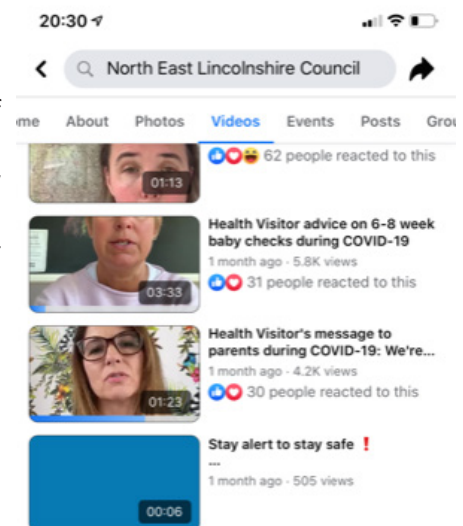 20:30
North East Lincolnshire Council
ome About Photos Videos Events Posts Grou
62 people reacted to this
01:13
Health Visitor advice on 6-8 week
baby checks during COVID-19
1 month ago · 5.8K views
31 people reacted to this
03:33
Health Visitor's message to
parents during COVID-19: We're...
1 month ago · 4.2K views
30 people reacted to this
01:23
Stay alert to stay safe ❗
...
1 month ago · 505 views
00:06